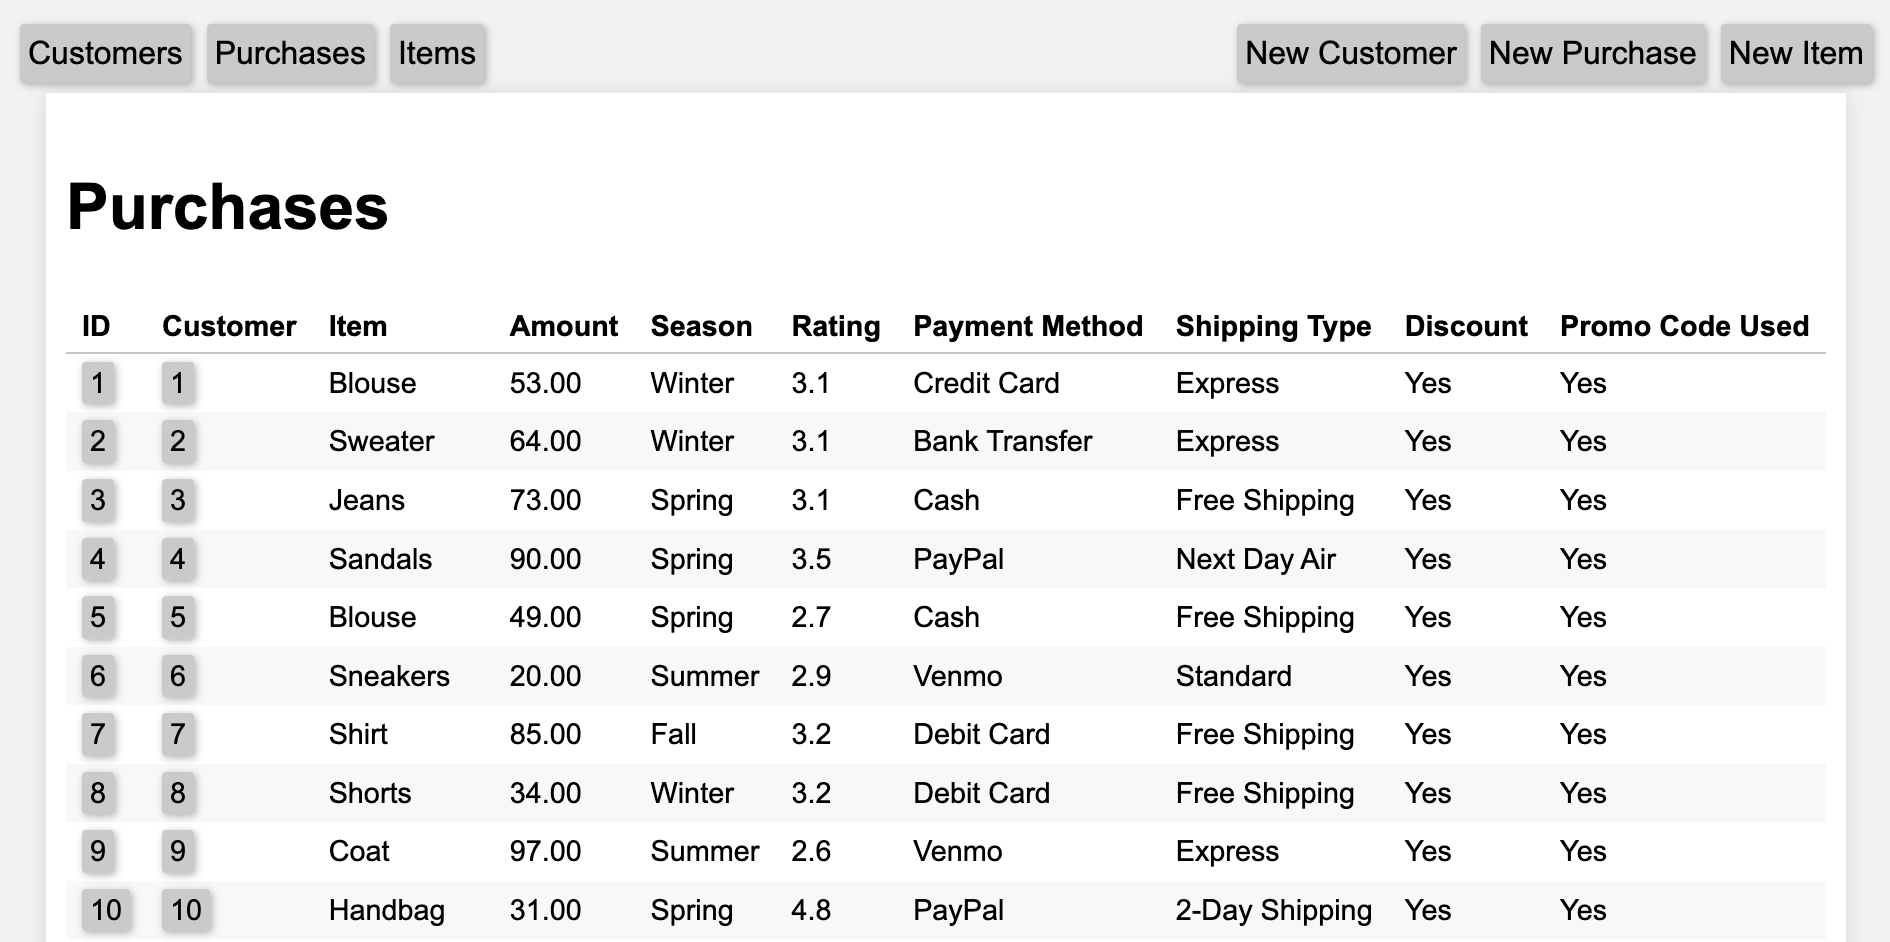 Customers Purchases Items New Customer New Purchase New Item
Purchases
ID Customer Item Amount Season Rating Payment Method Shipping Type Discount Promo Code Used
1 1 Blouse 53.00 Winter 3.1 Credit Card Express Yes Yes
2 2 Sweater 64.00 Winter 3.1 Bank Transfer Express Yes Yes
3 3 Jeans 73.00 Spring 3.1 Cash Free Shipping Yes Yes
4 4 Sandals 90.00 Spring 3.5 PayPal Next Day Air Yes Yes
5 5 Blouse 49.00 Spring 2.7 Cash Free Shipping Yes Yes
6 6 Sneakers 20.00 Summer 2.9 Venmo Standard Yes Yes
7 7 Shirt 85.00 Fall 3.2 Debit Card Free Shipping Yes Yes
8 8 Shorts 34.00 Winter 3.2 Debit Card Free Shipping Yes Yes
9 9 Coat 97.00 Summer 2.6 Venmo Express Yes Yes
10 10 Handbag 31.00 Spring 4.8 PayPal 2-Day Shipping Yes Yes